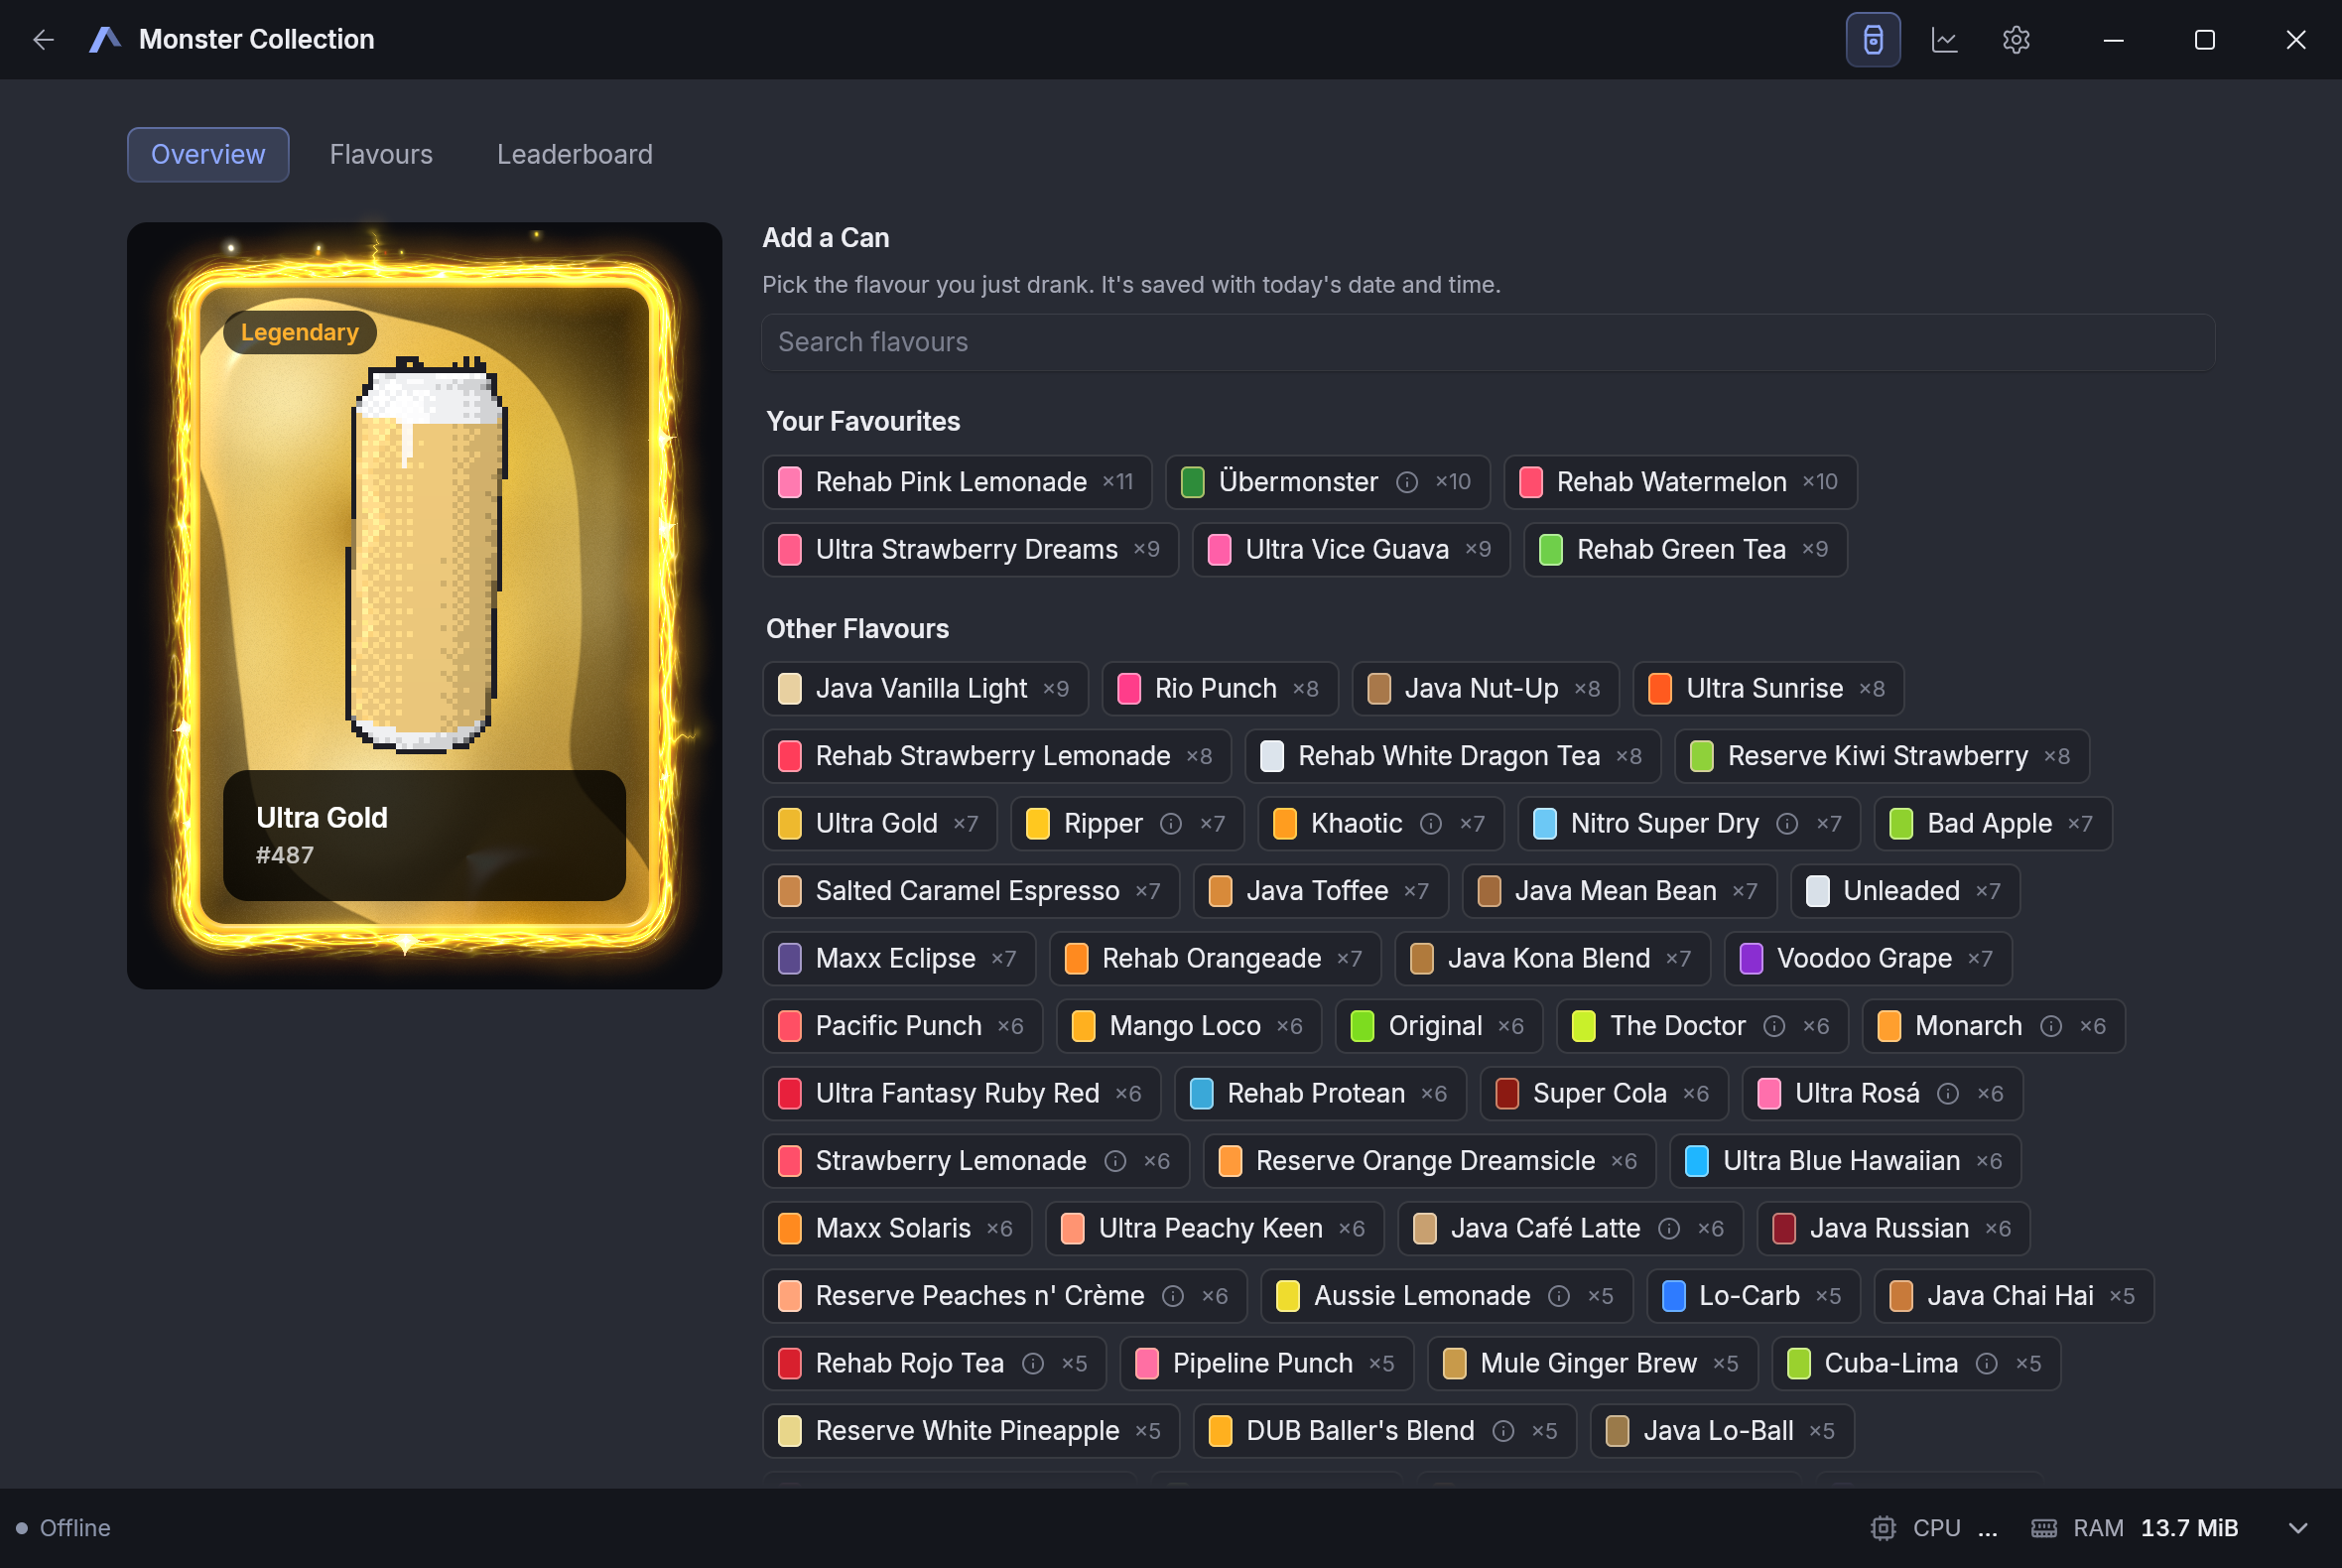 Monster Collection
Overview
Flavours
Leaderboard
Legendary
Ultra Gold
#487
Add a Can
Pick the flavour you just drank. It's saved with today's date and time.
Search flavours
Your Favourites
Rehab Pink Lemonade ×11 Übermonster ×10 Rehab Watermelon ×10
Ultra Strawberry Dreams ×9 Ultra Vice Guava ×9 Rehab Green Tea ×9
Other Flavours
Java Vanilla Light ×9 Rio Punch ×8 Java Nut-Up ×8 Ultra Sunrise ×8
Rehab Strawberry Lemonade ×8 Rehab White Dragon Tea ×8 Reserve Kiwi Strawberry ×8
Ultra Gold ×7 Ripper ×7 Khaotic ×7 Nitro Super Dry ×7 Bad Apple ×7
Salted Caramel Espresso ×7 Java Toffee ×7 Java Mean Bean ×7 Unleaded ×7
Maxx Eclipse ×7 Rehab Orangeade ×7 Java Kona Blend ×7 Voodoo Grape ×7
Pacific Punch ×6 Mango Loco ×6 Original ×6 The Doctor ×6 Monarch ×6
Ultra Fantasy Ruby Red ×6 Rehab Protean ×6 Super Cola ×6 Ultra Rosá ×6
Strawberry Lemonade ×6 Reserve Orange Dreamsicle ×6 Ultra Blue Hawaiian ×6
Maxx Solaris ×6 Ultra Peachy Keen ×6 Java Café Latte ×6 Java Russian ×6
Reserve Peaches n' Crème ×6 Aussie Lemonade ×5 Lo-Carb ×5 Java Chai Hai ×5
Rehab Rojo Tea ×5 Pipeline Punch ×5 Mule Ginger Brew ×5 Cuba-Lima ×5
Reserve White Pineapple ×5 DUB Baller's Blend ×5 Java Lo-Ball ×5
Offline
CPU ... RAM 13.7 MiB